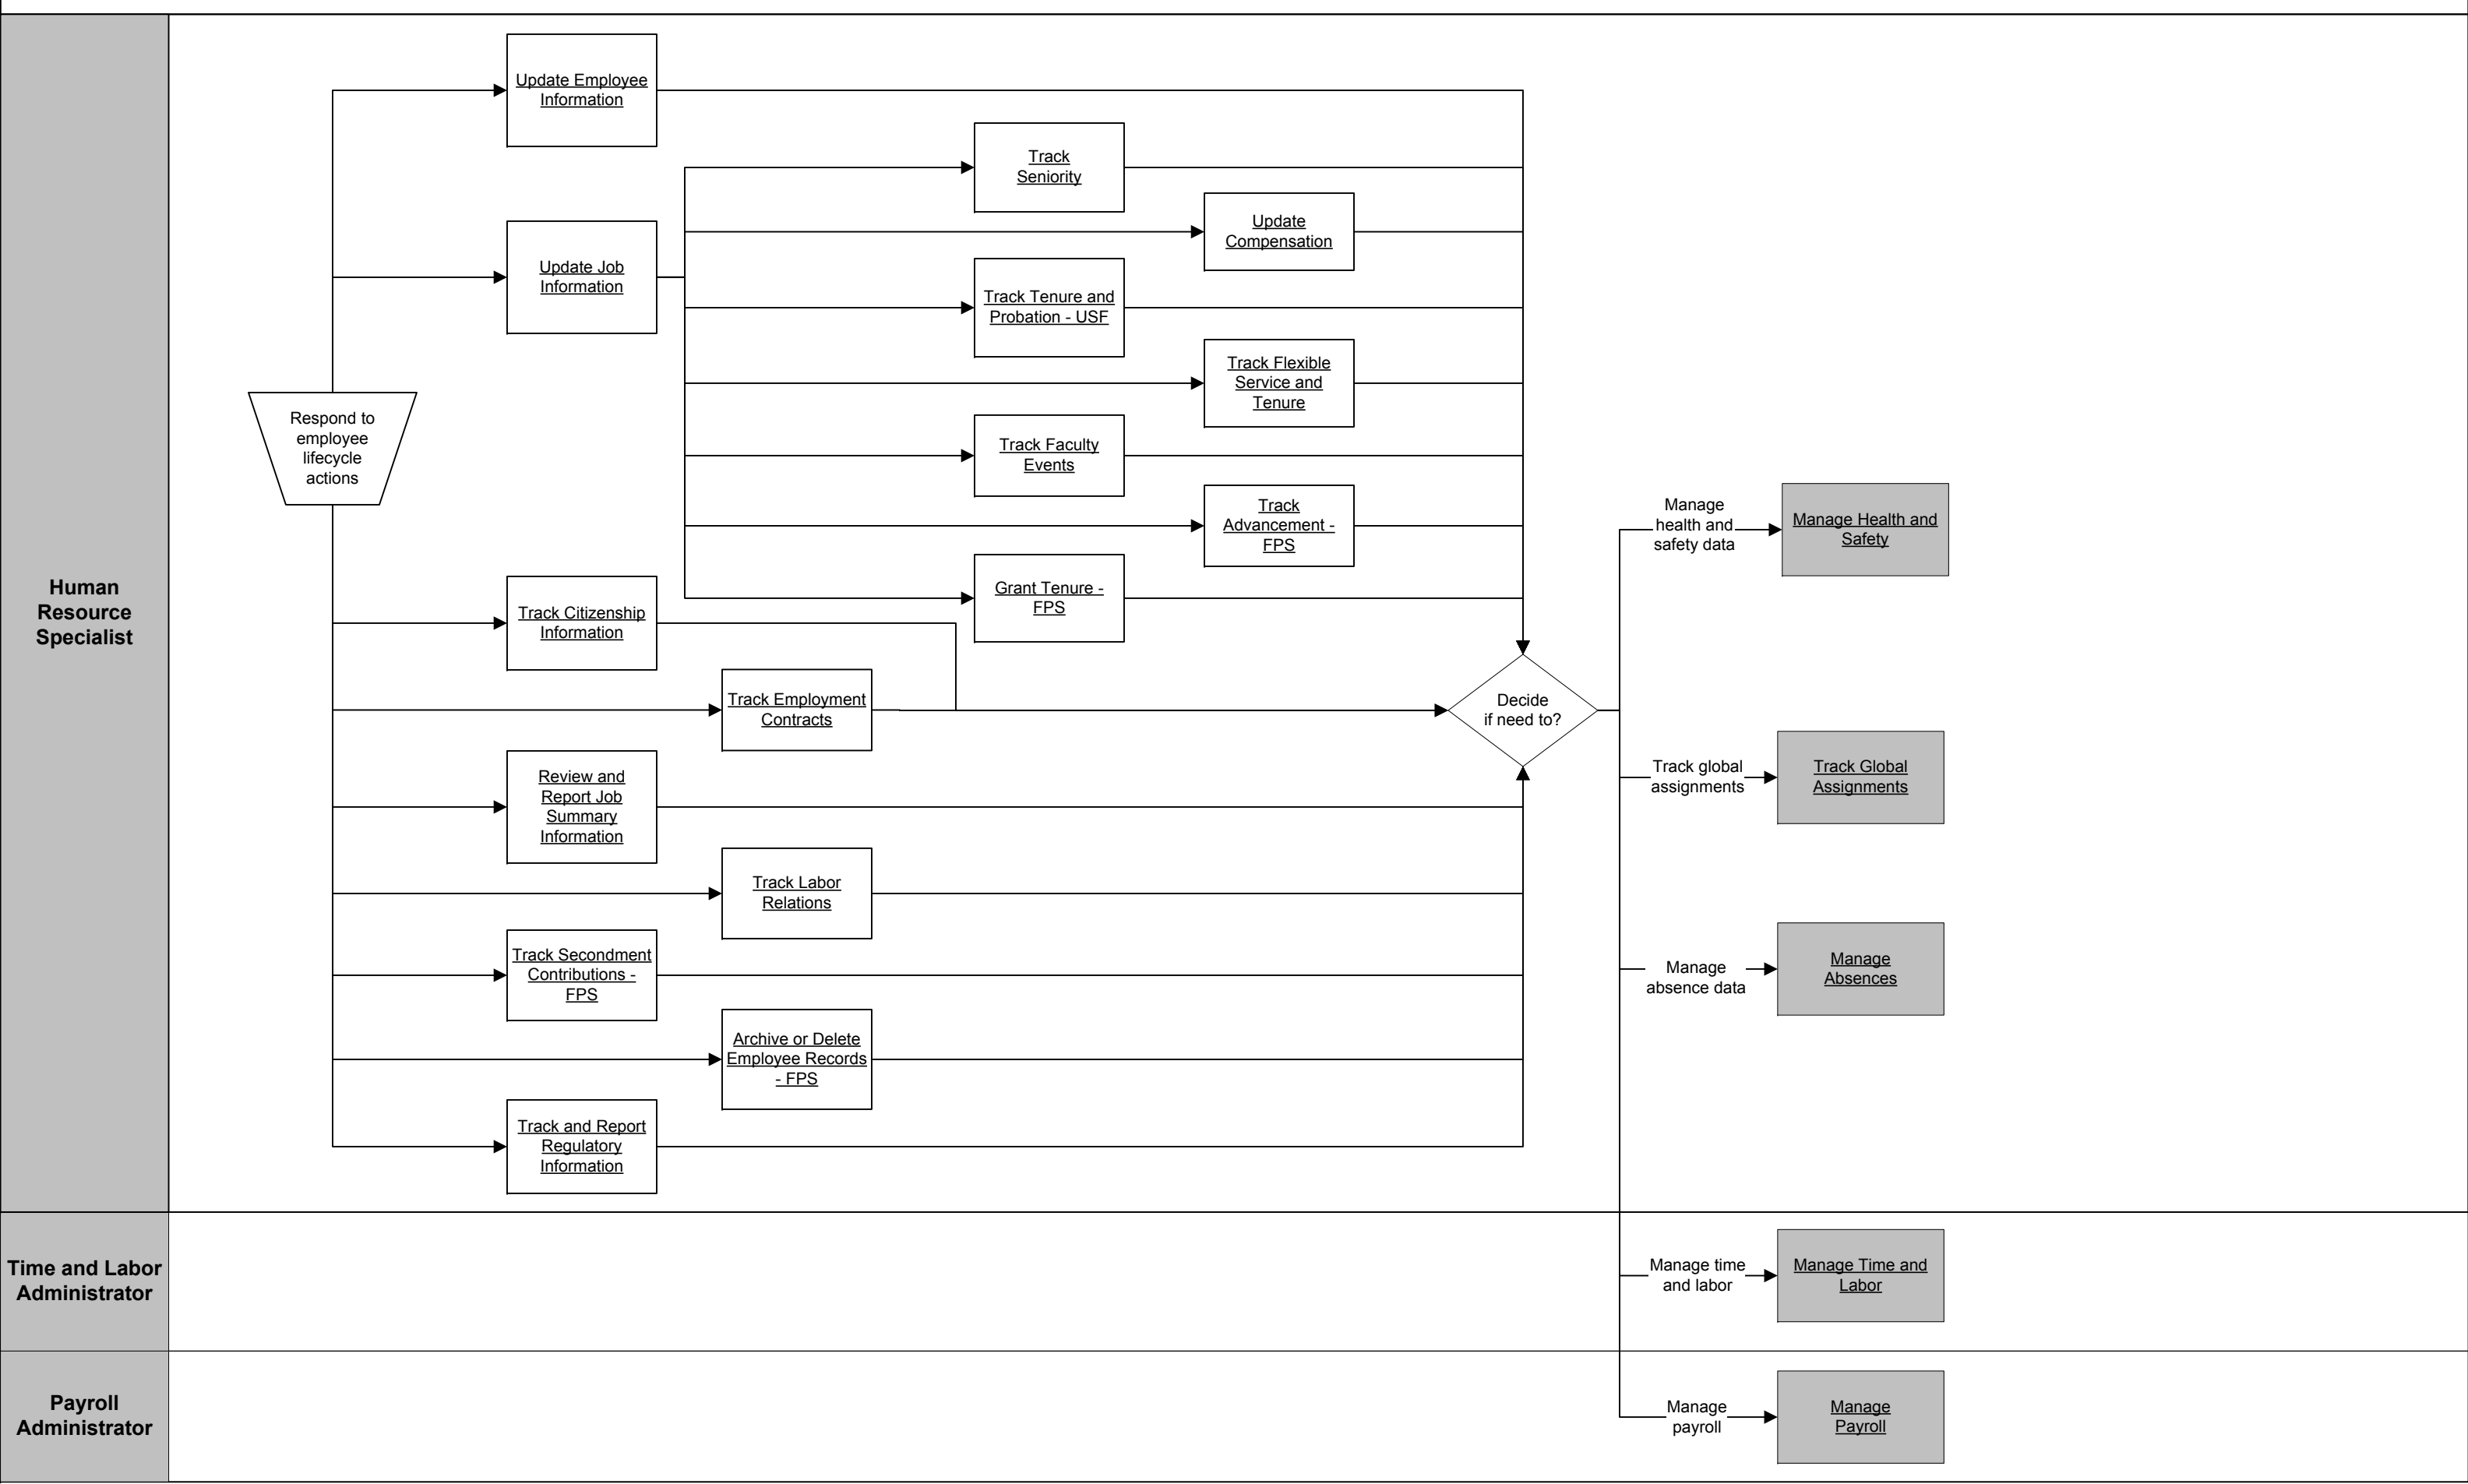 Human
Resource
Specialist
Respond to
employee
lifecycle
actions
Update Employee
Information
Update Job
Information
Track
Seniority
Update
Compensation
Track Tenure and
Probation - USF
Track Flexible
Service and
Tenure
Track Faculty
Events
Track
Advancement -
FPS
Grant Tenure -
FPS
Track Citizenship
Information
Track Employment
Contracts
Review and
Report Job
Summary
Information
Track Labor
Relations
Track Secondment
Contributions -
FPS
Archive or Delete
Employee Records
- FPS
Track and Report
Regulatory
Information
Decide
if need to?
Manage
health and
safety data
Manage Health and
Safety
Track global
assignments
Track Global
Assignments
Manage
absence data
Manage
Absences
Time and Labor
Administrator
Manage time
and labor
Manage Time and
Labor
Payroll
Administrator
Manage
payroll
Manage
Payroll